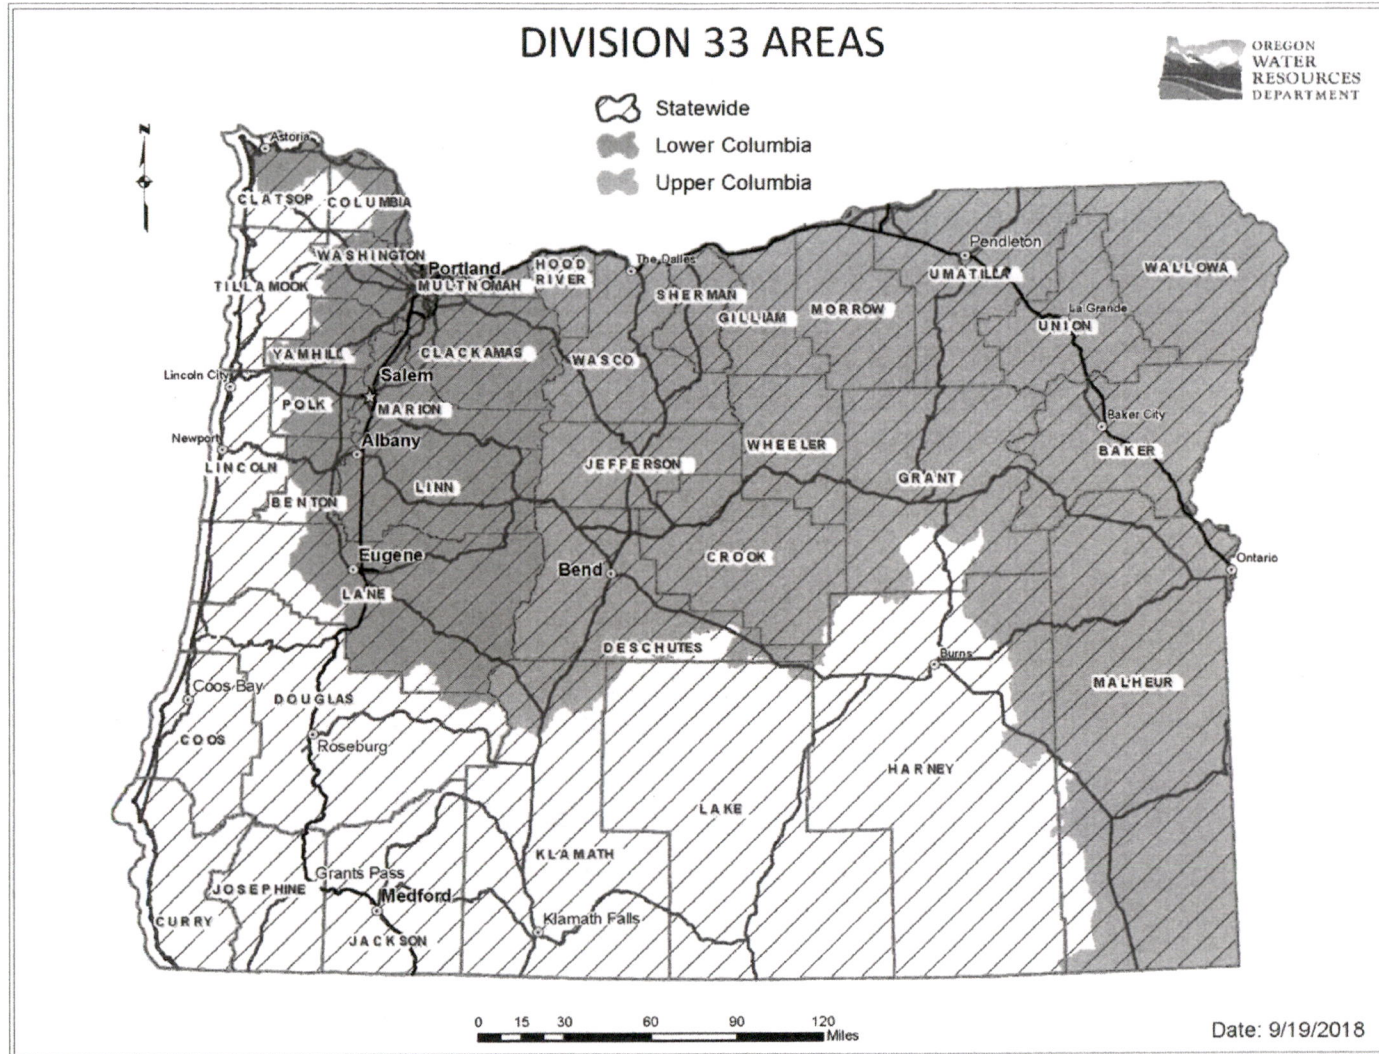 DIVISION 33 AREAS
OREGON
WATER
RESOURCES
DEPARTMENT
Statewide
Lower Columbia
Upper Columbia
N
Astoria
CLATSOP
COLUMBIA
WASHINGTON
Portland
MULTNOMAH
HOOD
RIVER
The Dalles
Pendleton
TILLAMOOK
SHERMAN
UMATILLA
WALLOWA
GILLIAM
MORROW
La Grande
UNION
YAMHILL
CLACKAMAS
WASCO
Lincoln City
Salem
POLK
MARION
Baker City
Newport
Albany
WHEELER
BAKER
LINCOLN
JEFFERSON
GRANT
BENTON
LINN
Eugene
Bend
CROOK
Ontario
LANE
DESCHUTES
Burns
MALHEUR
Coos Bay
DOUGLAS
COOS
Roseburg
HARNEY
LAKE
KLAMATH
Grants Pass
JOSEPHINE
Medford
CURRY
Klamath Falls
JACKSON
0 15 30 60 90 120
Miles
Date: 9/19/2018